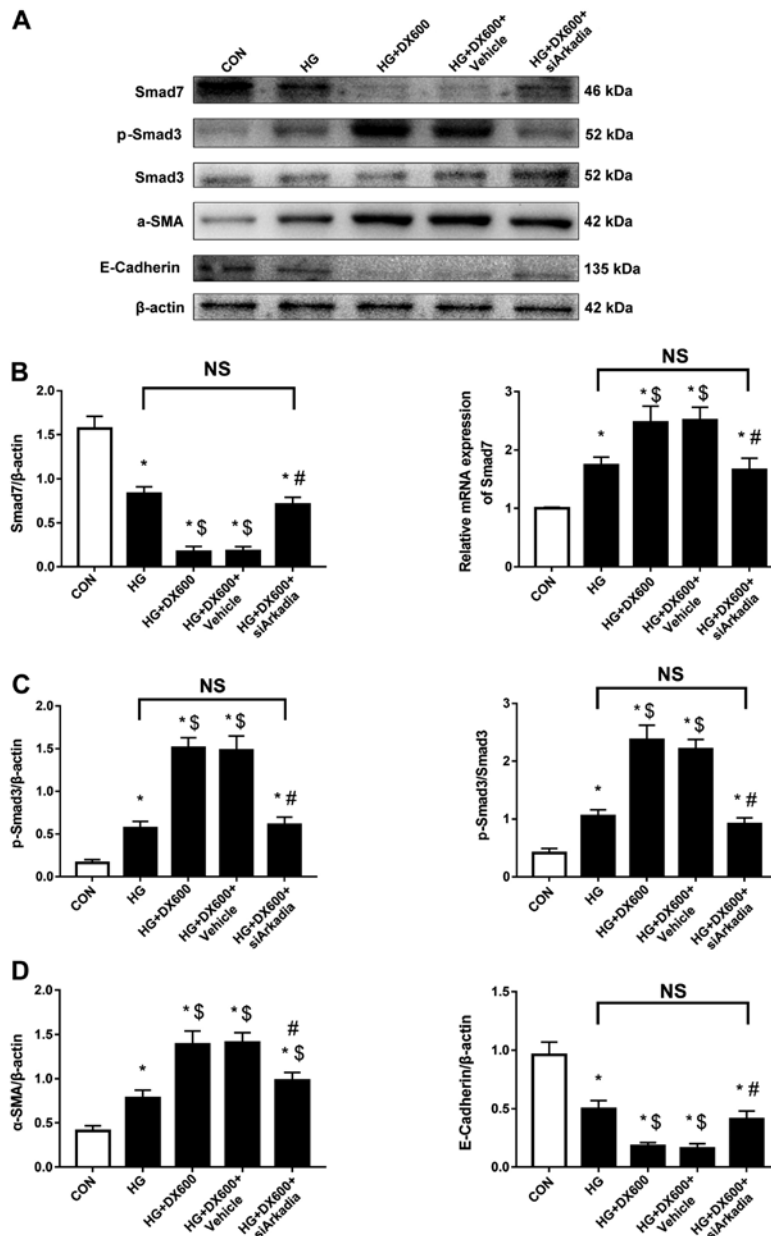 A
CON
HG
HG+DX600
HG+DX600+
Vehicle
HG+DX600+
siArkadia
Smad7
46 kDa
p-Smad3
52 kDa
Smad3
52 kDa
a-SMA
42 kDa
E-Cadherin
135 kDa
β-actin
42 kDa
B
NS
Smad7/β-actin
2.0
1.5
1.0
0.5
0.0
*
* $
* $
* #
CON
HG
HG+DX600
HG+DX600+
Vehicle
HG+DX600+
siArkadia
NS
Relative mRNA expression
of Smad7
3
2
1
0
*
* $
* $
* #
CON
HG
HG+DX600
HG+DX600+
Vehicle
HG+DX600+
siArkadia
C
NS
p-Smad3/β-actin
2.0
1.5
1.0
0.5
0.0
*
* $
* $
* #
CON
HG
HG+DX600
HG+DX600+
Vehicle
HG+DX600+
siArkadia
NS
p-Smad3/Smad3
3
2
1
0
*
* $
* $
* #
CON
HG
HG+DX600
HG+DX600+
Vehicle
HG+DX600+
siArkadia
D
α-SMA/β-actin
2.0
1.5
1.0
0.5
0.0
*
* $
* $
#
* $
CON
HG
HG+DX600
HG+DX600+
Vehicle
HG+DX600+
siArkadia
NS
E-Cadherin/β-actin
1.5
1.0
0.5
0.0
*
* $
* $
* #
CON
HG
HG+DX600
HG+DX600+
Vehicle
HG+DX600+
siArkadia